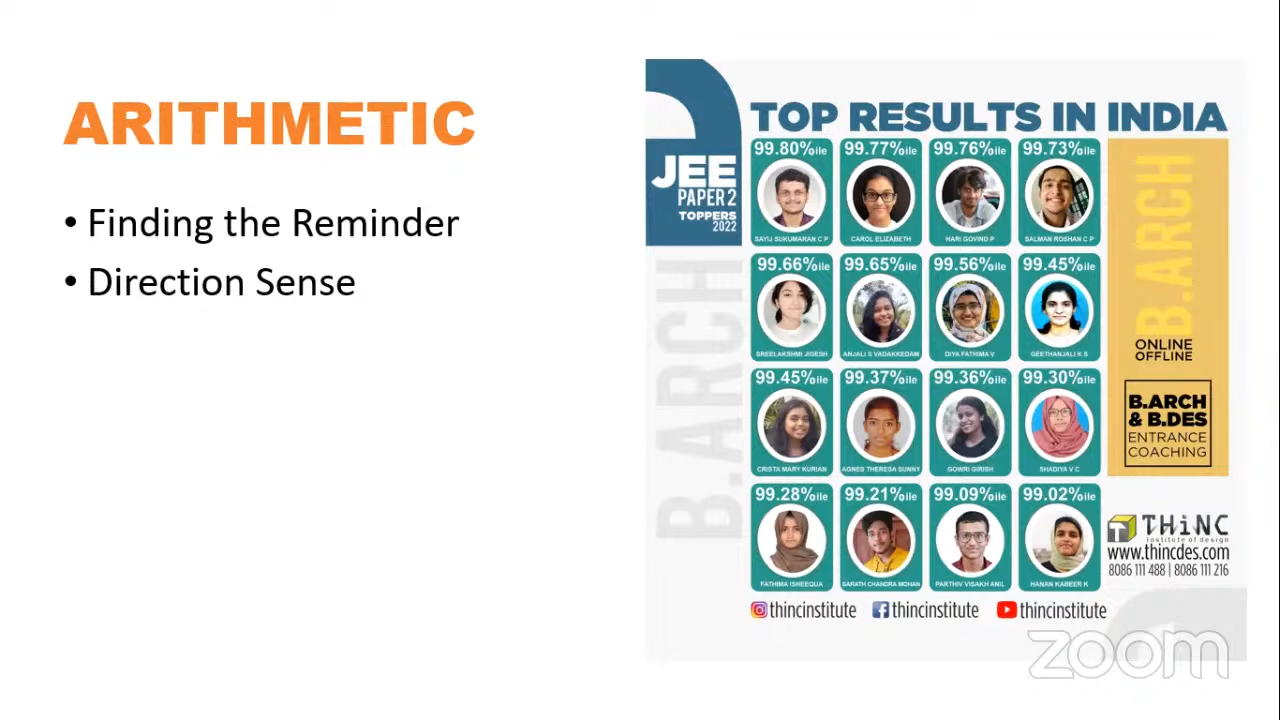 ARITHMETIC
• Finding the Reminder
• Direction Sense
JEE
PAPER 2
TOPPERS
2022
B.ARCH
TOP RESULTS IN INDIA
99.80%ile 99.77%ile 99.76%ile 99.73%ile
SAYIJ SUKUMARAN C P CAROL ELIZABETH HARI GOVIND P SALMAN ROSHAN C P
99.66%ile 99.65%ile 99.56%ile 99.45%ile
SREELAKSHMI JIGESH ANJALI S VADAKKEDAM DIYA FATHIMA V GEETHANJALI K S
99.45%ile 99.37%ile 99.36%ile 99.30%ile
CRISTA MARY KURIAN AGNES THERESA SUNNY GOWRI GIRISH SHADIYA V C
99.28%ile 99.21%ile 99.09%ile 99.02%ile
FATHIMA ISHEEQUA SARATH CHANDRA MOHAN PARTHIV VISAKH ANIL HANAN KABEER K
B.ARCH
ONLINE
OFFLINE
B.ARCH
& B.DES
ENTRANCE
COACHING
THiNC
institute of design
www.thincdes.com
8086 111 488 | 8086 111 216
thincinstitute thincinstitute thincinstitute
zoom